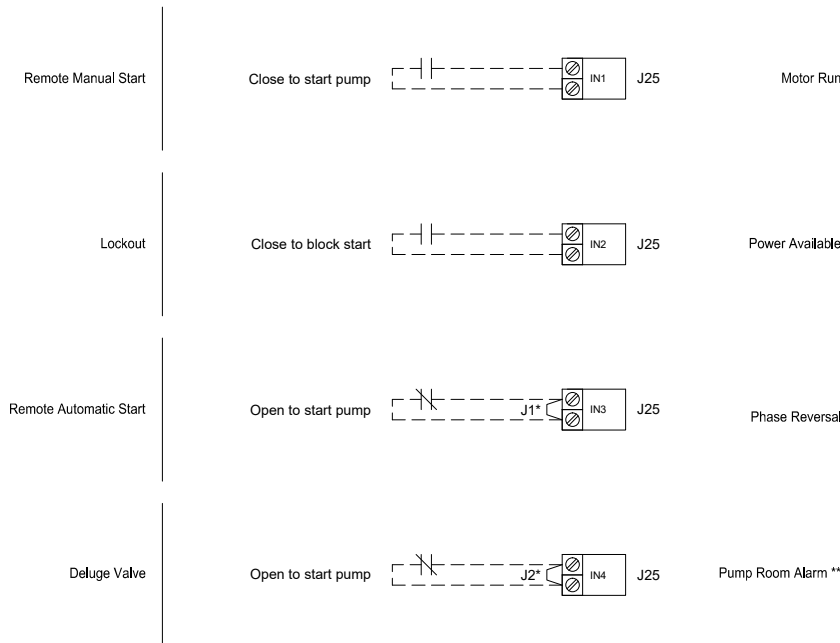 Remote Manual Start Close to start pump IN1 J25 Motor Run
Lockout Close to block start IN2 J25 Power Available
Remote Automatic Start Open to start pump J1* IN3 J25 Phase Reversal
Deluge Valve Open to start pump J2* IN4 J25 Pump Room Alarm **